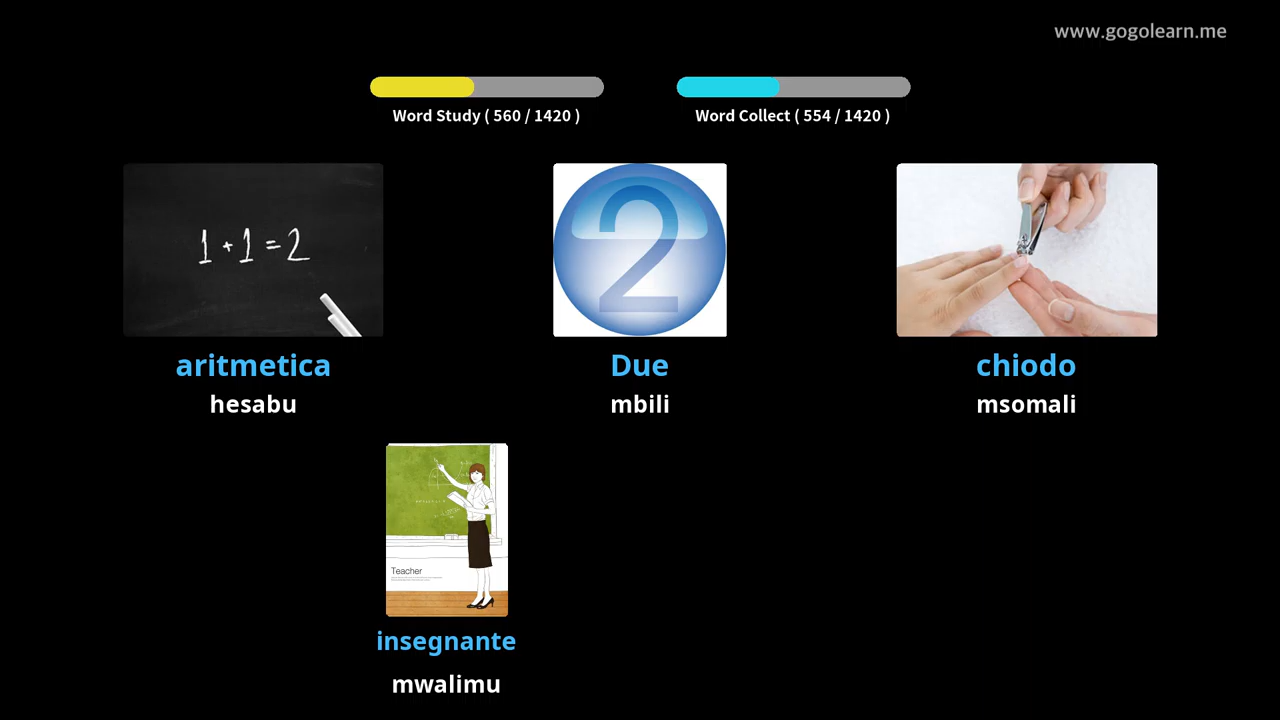 www.gogolearn.me
Word Study ( 560 / 1420 )
Word Collect ( 554 / 1420 )
1 + 1 = 2
2
aritmetica
Due
chiodo
hesabu
mbili
msomali
Teacher
insegnante
mwalimu